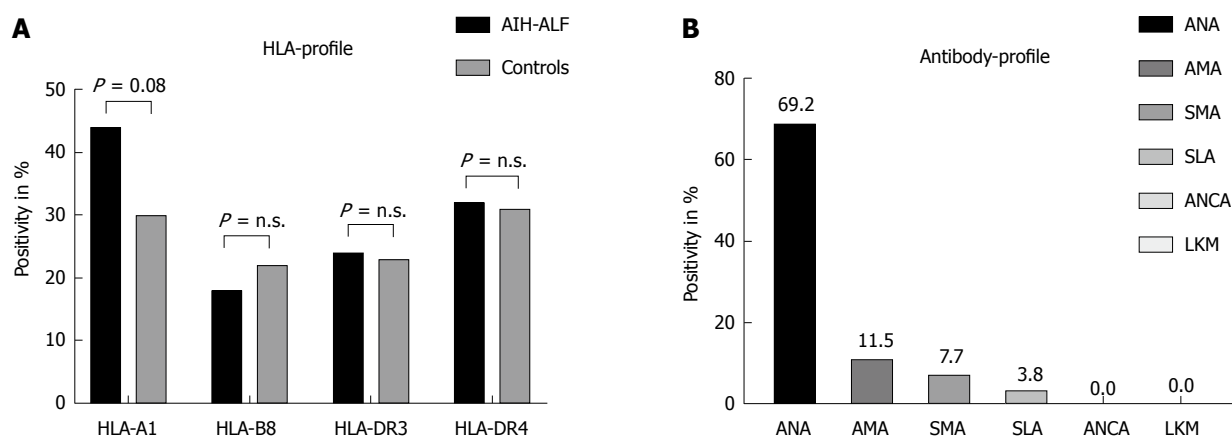 A
HLA-profile
AIH-ALF
Controls
Positivity in %
50
40
30
20
10
0
P = 0.08
P = n.s.
P = n.s.
P = n.s.
HLA-A1 HLA-B8 HLA-DR3 HLA-DR4
B
Antibody-profile
ANA
AMA
SMA
SLA
ANCA
LKM
Positivity in %
80
60
40
20
0
69.2
11.5
7.7
3.8
0.0
0.0
ANA AMA SMA SLA ANCA LKM